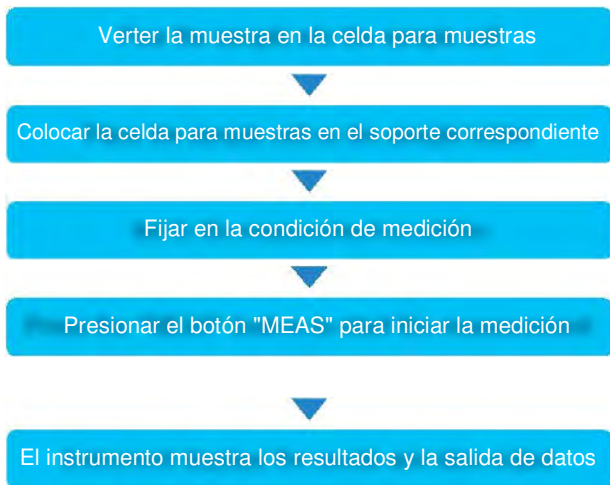 Verter la muestra en la celda para muestras
Colocar la celda para muestras en el soporte correspondiente
Fijar en la condición de medición
Presionar el botón "MEAS" para iniciar la medición
El instrumento muestra los resultados y la salida de datos